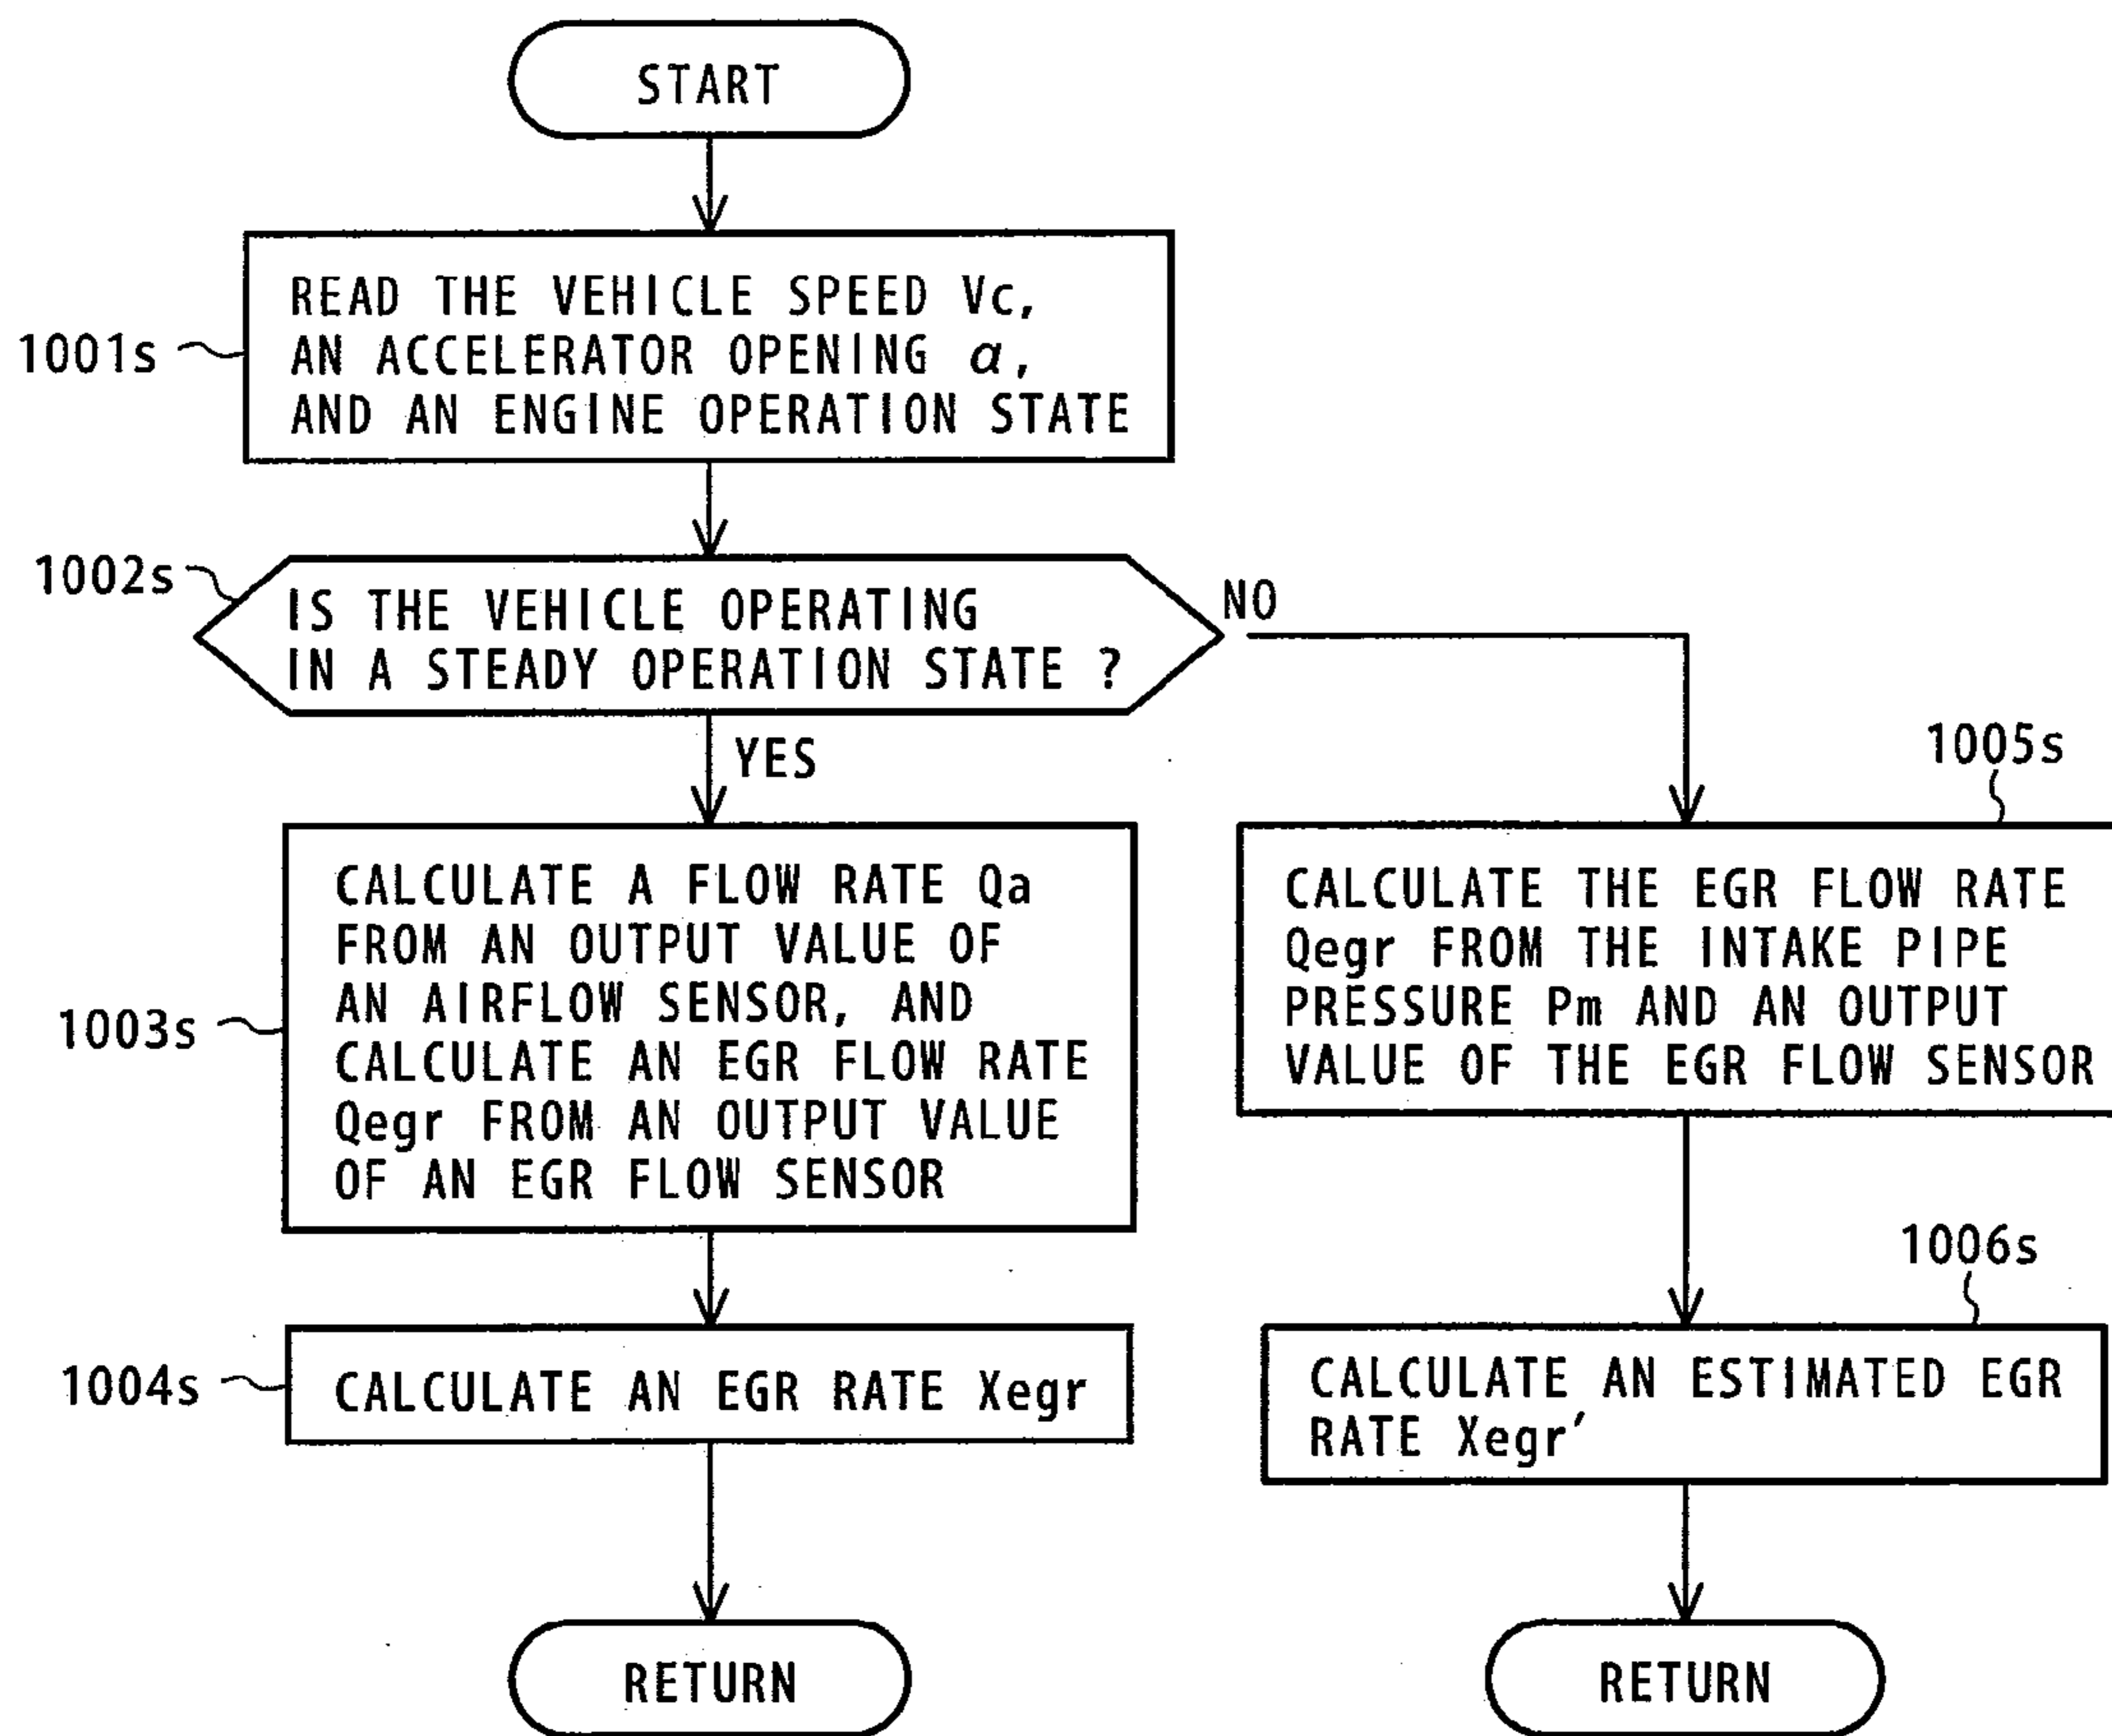 START
1001s
READ THE VEHICLE SPEED Vc,
AN ACCELERATOR OPENING α,
AND AN ENGINE OPERATION STATE
1002s
IS THE VEHICLE OPERATING
IN A STEADY OPERATION STATE ?
NO
YES
1003s
CALCULATE A FLOW RATE Qa
FROM AN OUTPUT VALUE OF
AN AIRFLOW SENSOR, AND
CALCULATE AN EGR FLOW RATE
Qegr FROM AN OUTPUT VALUE
OF AN EGR FLOW SENSOR
1004s
CALCULATE AN EGR RATE Xegr
RETURN
1005s
CALCULATE THE EGR FLOW RATE
Qegr FROM THE INTAKE PIPE
PRESSURE Pm AND AN OUTPUT
VALUE OF THE EGR FLOW SENSOR
1006s
CALCULATE AN ESTIMATED EGR
RATE Xegr′
RETURN